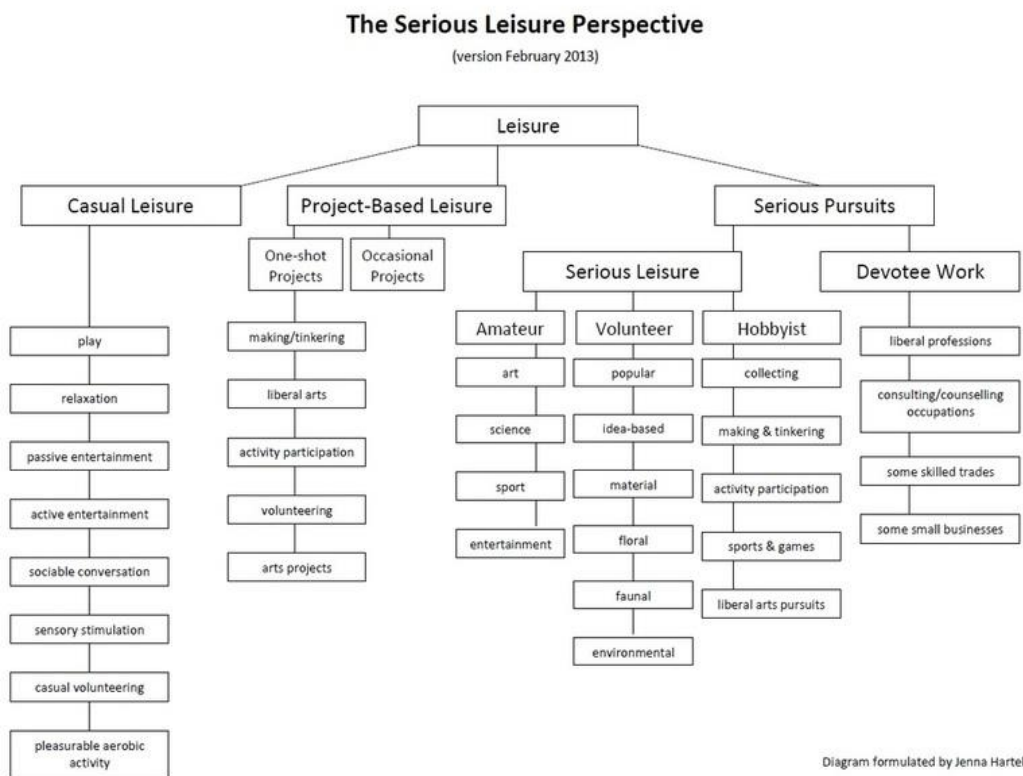 The Serious Leisure Perspective
(version February 2013)
Leisure
Casual Leisure
Project-Based Leisure
Serious Pursuits
One-shot
Projects
Occasional
Projects
Serious Leisure
Devotee Work
Amateur
Volunteer
Hobbyist
play
relaxation
passive entertainment
active entertainment
sociable conversation
sensory stimulation
casual volunteering
pleasurable aerobic
activity
making/tinkering
liberal arts
activity participation
volunteering
arts projects
art
science
sport
entertainment
popular
idea-based
material
floral
faunal
environmental
collecting
making & tinkering
activity participation
sports & games
liberal arts pursuits
liberal professions
consulting/counselling
occupations
some skilled trades
some small businesses
Diagram formulated by Jenna Hartel